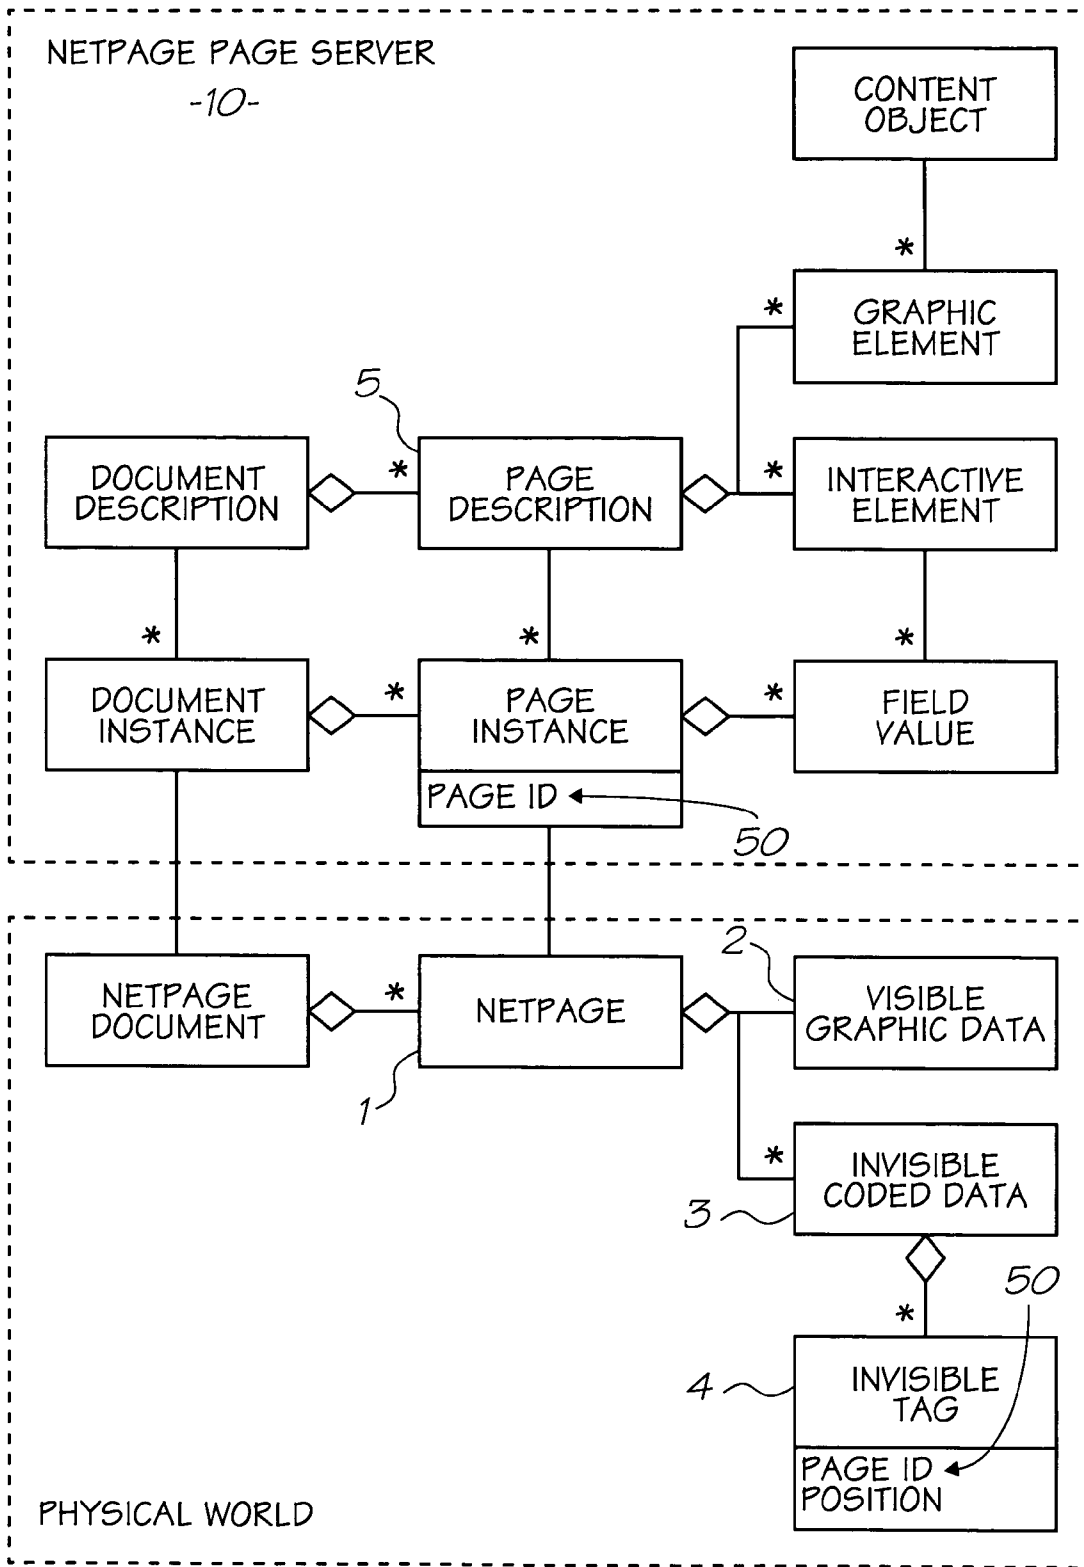 NETPAGE PAGE SERVER
-10-
CONTENT
OBJECT
*
*
GRAPHIC
ELEMENT
5
DOCUMENT
DESCRIPTION
*
PAGE
DESCRIPTION
*
INTERACTIVE
ELEMENT
*
*
*
DOCUMENT
INSTANCE
*
PAGE
INSTANCE
*
FIELD
VALUE
PAGE ID
50
2
NETPAGE
DOCUMENT
*
NETPAGE
VISIBLE
GRAPHIC DATA
1
*
INVISIBLE
CODED DATA
3
50
*
4
INVISIBLE
TAG
PAGE ID
POSITION
PHYSICAL WORLD